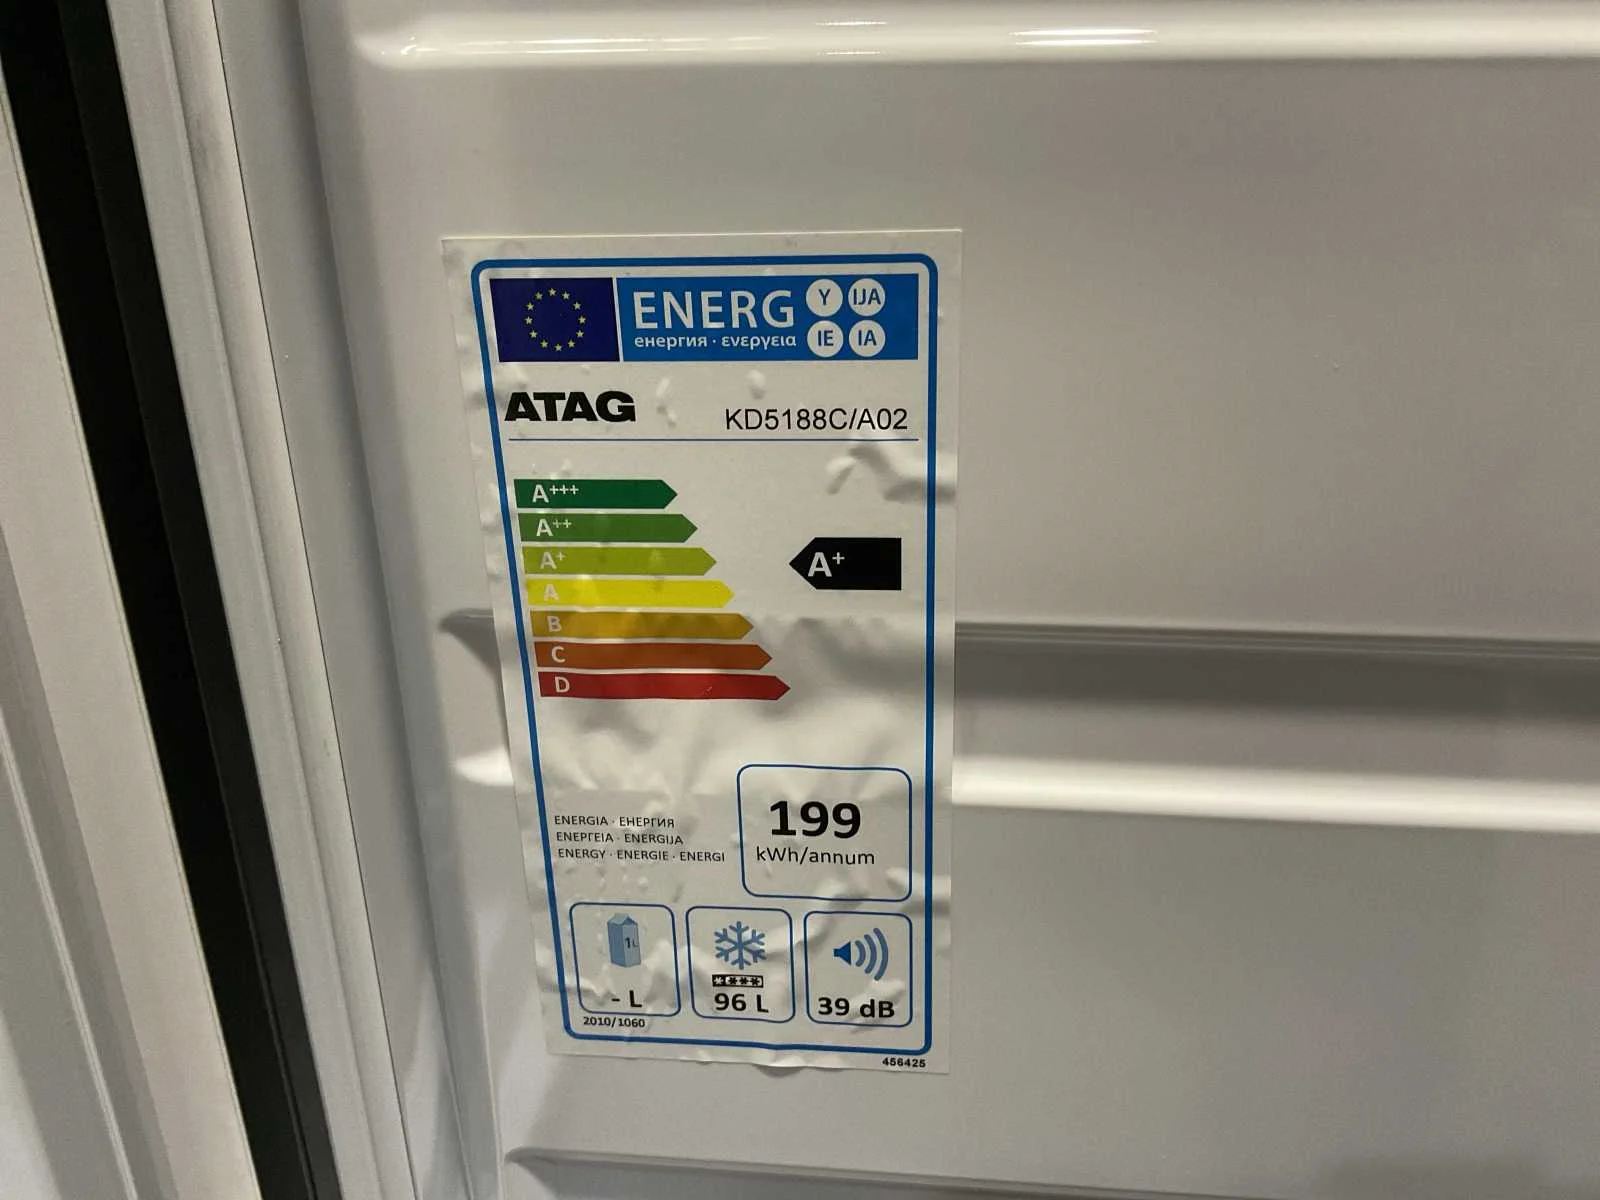 ENERG Y IJA
енергия · ενεργεια IE IA
ATAG KD5188C/A02
A+++
A++
A+
A+
A
B
C
D
ENERGIA · ЕНЕРГИЯ
ΕΝΕΡΓΕΙΑ · ENERGIJA
ENERGY · ENERGIE · ENERGI
199
kWh/annum
1L
- L
96 L
39 dB
2010/1060
456425